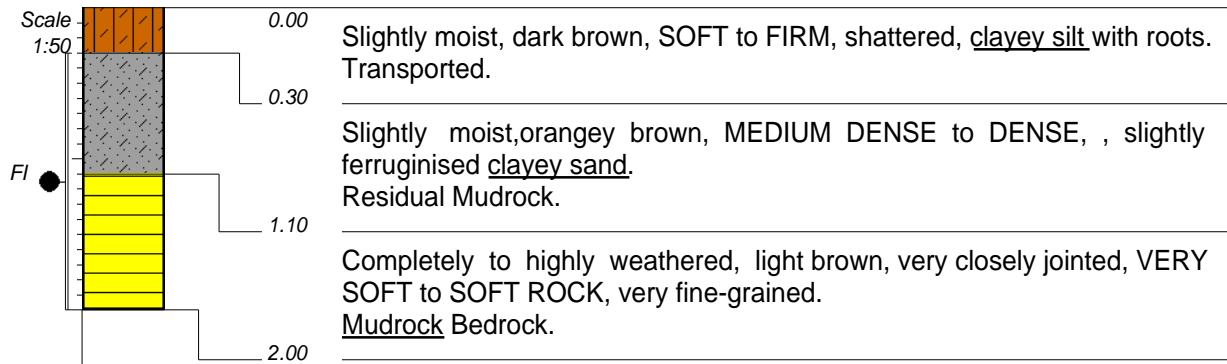 Scale
1:50
0.00
Slightly moist, dark brown, SOFT to FIRM, shattered, clayey silt with roots.
Transported.
0.30
Slightly moist,orangey brown, MEDIUM DENSE to DENSE, , slightly
ferruginised clayey sand.
Residual Mudrock.
FI
1.10
Completely to highly weathered, light brown, very closely jointed, VERY
SOFT to SOFT ROCK, very fine-grained.
Mudrock Bedrock.
2.00